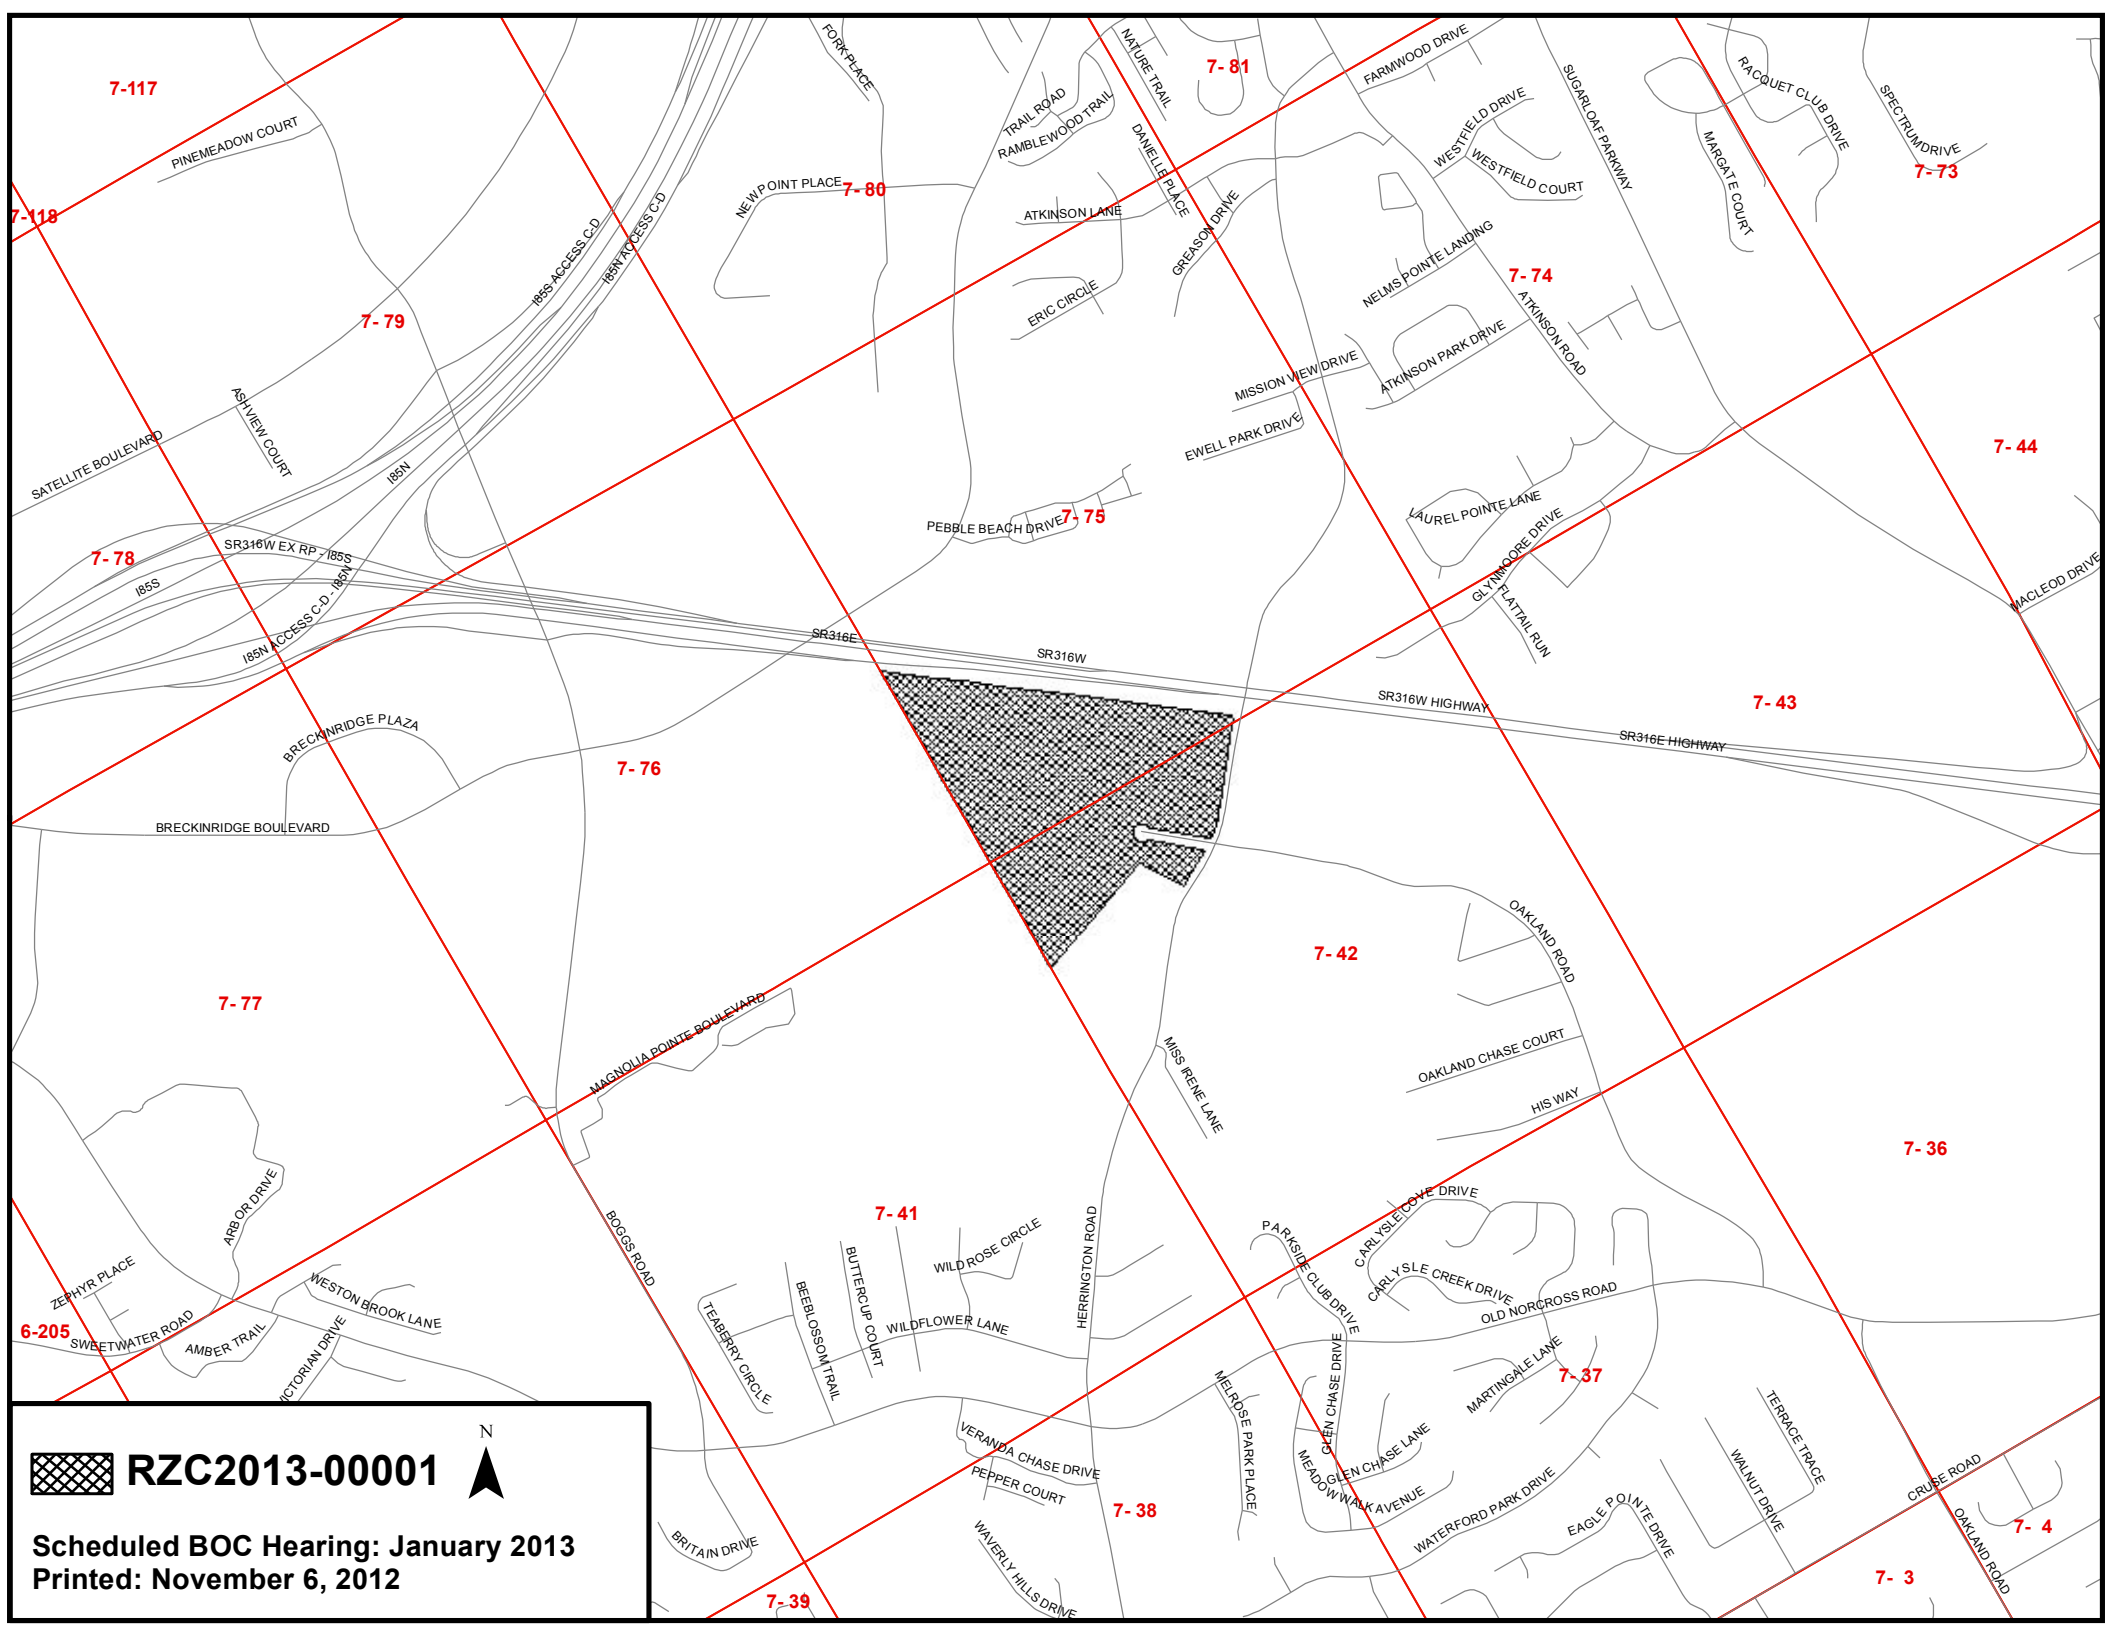 FORK PLACE
NATURE TRAIL
7- 81
FARMWOOD DRIVE
SUGARLOAF PARKWAY
RACQUET CLUB DRIVE
SPECTRUM DRIVE
7-117
PINEMEADOW COURT
TRAIL ROAD
RAMBLEWOOD TRAIL
DANIELLE PLACE
WESTFIELD DRIVE
WESTFIELD COURT
MARGATE COURT
7- 73
7-118
NEWPOINT PLACE
7- 80
ATKINSON LANE
GREASON DRIVE
I85S ACCESS C-D
I85N ACCESS C-D
NELMS POINTE LANDING
7- 74
ERIC CIRCLE
7- 79
ATKINSON ROAD
ATKINSON PARK DRIVE
MISSION VIEW DRIVE
ASHVIEW COURT
EWELL PARK DRIVE
SATELLITE BOULEVARD
I85N
7- 44
LAUREL POINTE LANE
PEBBLE BEACH DRIVE
7- 75
GLYNMOORE DRIVE
7- 78
SR316W EX RP - I85S
I85S
I85N ACCESS C-D - I85N
FLATTAIL RUN
MACLEOD DRIVE
SR316E
SR316W
SR316W HIGHWAY
7- 43
SR316E HIGHWAY
BRECKINRIDGE PLAZA
7- 76
BRECKINRIDGE BOULEVARD
OAKLAND ROAD
7- 42
7- 77
MAGNOLIA POINTE BOULEVARD
MISS IRENE LANE
OAKLAND CHASE COURT
HIS WAY
7- 36
ARBOR DRIVE
7- 41
BOGGS ROAD
HERRINGTON ROAD
WILD ROSE CIRCLE
BUTTERCUP COURT
BEEBLOSSOM TRAIL
TEABERRY CIRCLE
WILDFLOWER LANE
PARKSIDE CLUB DRIVE
CARLYSLE COVE DRIVE
CARLYSLE CREEK DRIVE
OLD NORCROSS ROAD
ZEPHYR PLACE
WESTON BROOK LANE
6-205
SWEETWATER ROAD
AMBER TRAIL
VICTORIAN DRIVE
GLEN CHASE DRIVE
MARTINGALE LANE
7- 37
MELROSE PARK PLACE
TERRACE TRACE
VERANDA CHASE DRIVE
PEPPER COURT
GLEN CHASE LANE
MEADOW WALK AVENUE
WALNUT DRIVE
CRUSE ROAD
WATERFORD PARK DRIVE
7- 38
EAGLE POINTE DRIVE
OAKLAND ROAD
7- 4
BRITAIN DRIVE
WAVERLY HILLS DRIVE
7- 39
7- 3
N
RZC2013-00001
Scheduled BOC Hearing: January 2013
Printed: November 6, 2012